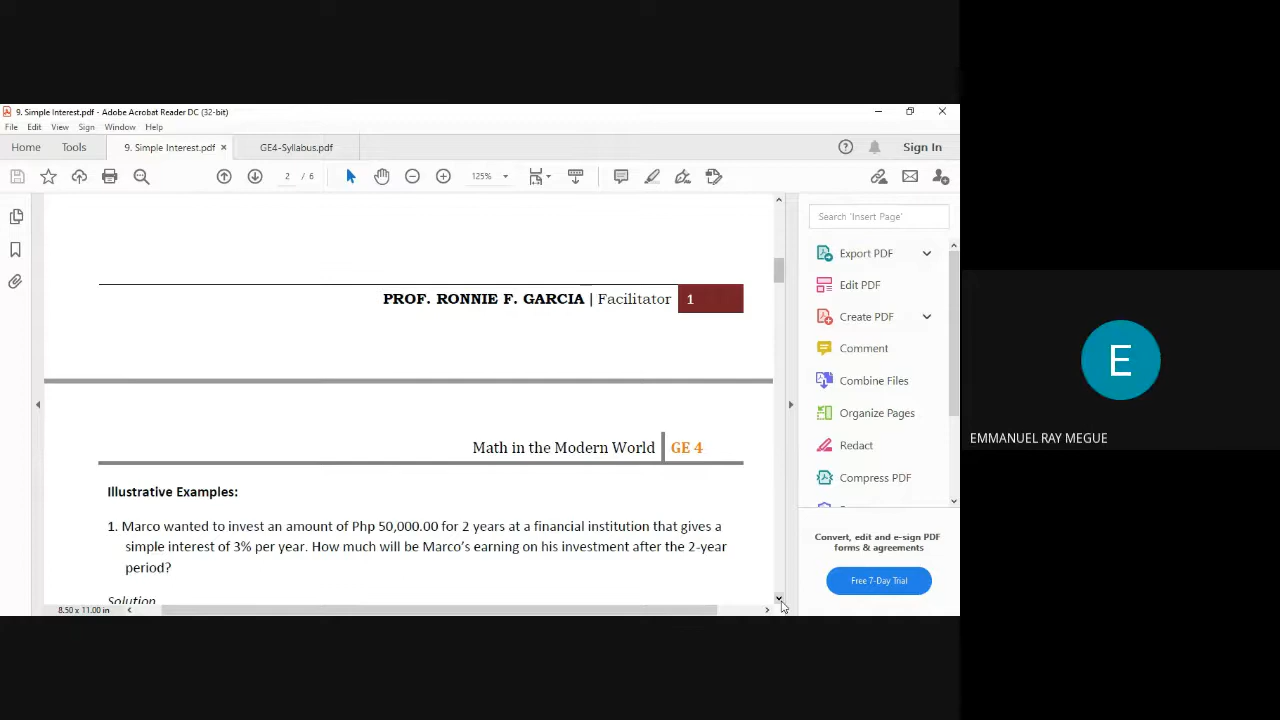 9. Simple Interest.pdf - Adobe Acrobat Reader DC (32-bit)
File Edit View Sign Window Help
Home Tools 9. Simple Interest.pdf × GE4-Syllabus.pdf Sign In
2 / 6 125%
Search 'Insert Page'
Export PDF
Edit PDF
Create PDF
Comment
Combine Files
Organize Pages
Redact
Compress PDF
Convert, edit and e-sign PDF
forms & agreements
Free 7-Day Trial
PROF. RONNIE F. GARCIA | Facilitator 1
Math in the Modern World GE 4
Illustrative Examples:
1. Marco wanted to invest an amount of Php 50,000.00 for 2 years at a financial institution that gives a
simple interest of 3% per year. How much will be Marco's earning on his investment after the 2-year
period?
Solution
8.50 x 11.00 in
E
EMMANUEL RAY MEGUE